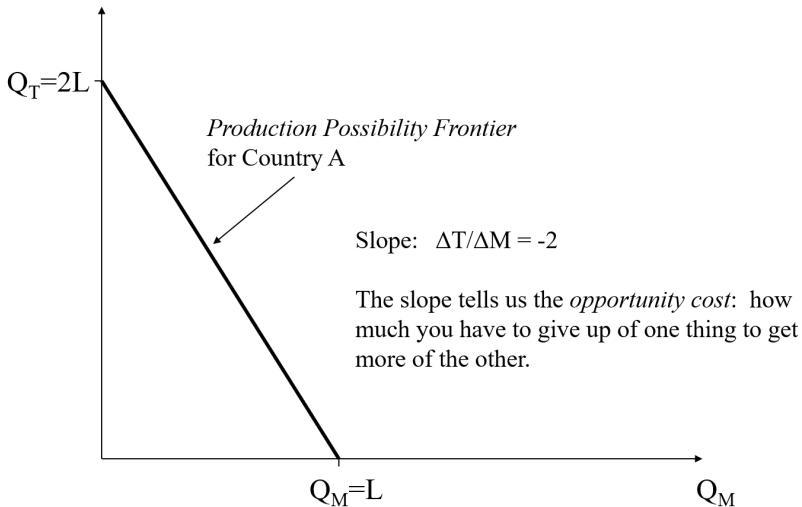 Q_T=2L
Production Possibility Frontier
for Country A
Slope: ΔT/ΔM = -2
The slope tells us the opportunity cost: how
much you have to give up of one thing to get
more of the other.
Q_M=L
Q_M